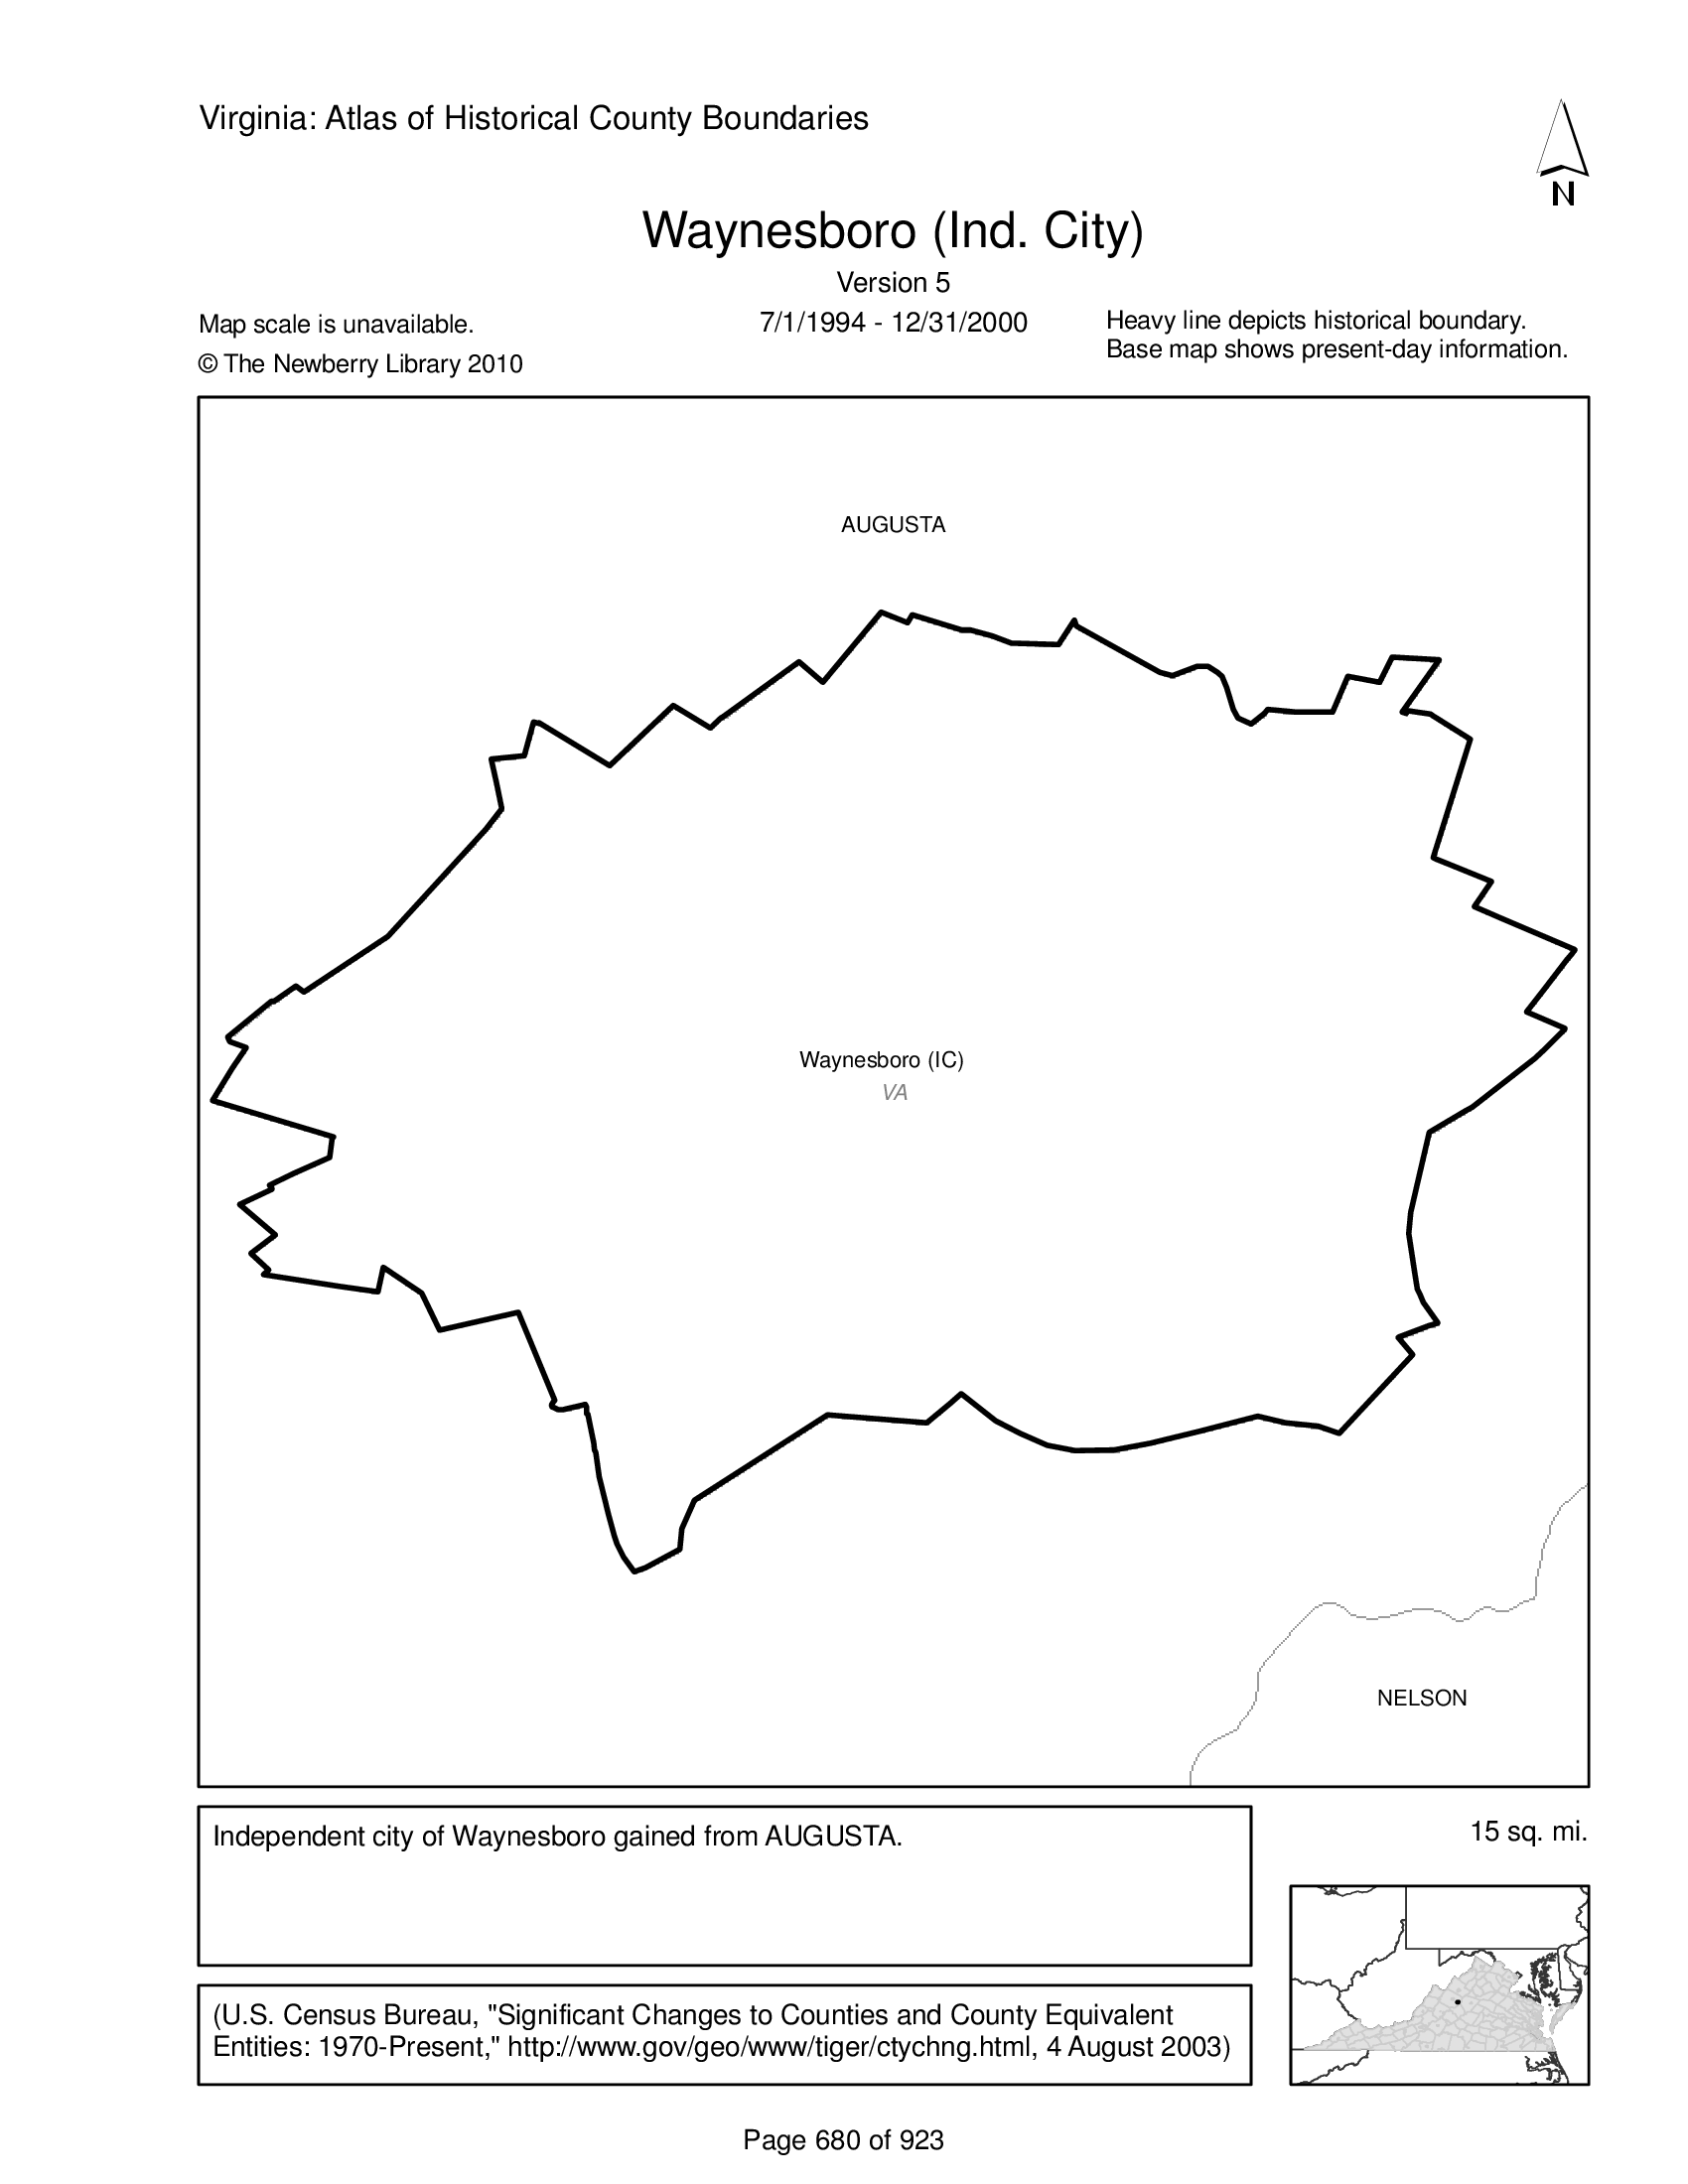 Virginia: Atlas of Historical County Boundaries
N
Waynesboro (Ind. City)
Version 5
Map scale is unavailable.
7/1/1994 - 12/31/2000
Heavy line depicts historical boundary.
© The Newberry Library 2010
Base map shows present-day information.
AUGUSTA
Waynesboro (IC)
VA
NELSON
Independent city of Waynesboro gained from AUGUSTA.
15 sq. mi.
(U.S. Census Bureau, "Significant Changes to Counties and County Equivalent
Entities: 1970-Present," http://www.gov/geo/www/tiger/ctychng.html, 4 August 2003)
Page 680 of 923